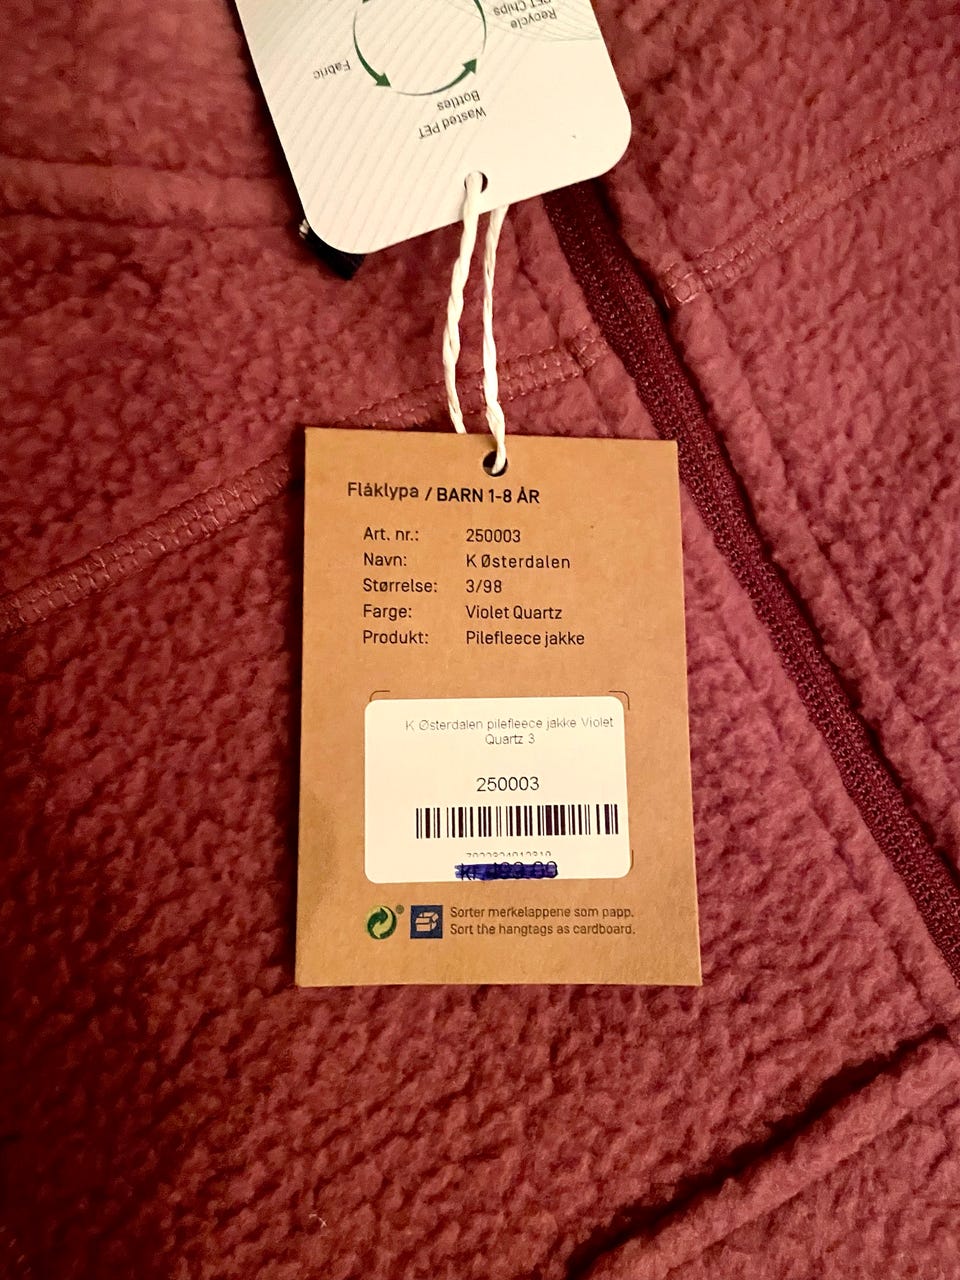 Recycle
PET Chips
Fabric
Wasted PET
Bottles
Flåklypa / BARN 1-8 ÅR
Art. nr.: 250003
Navn: K Østerdalen
Størrelse: 3/98
Farge: Violet Quartz
Produkt: Pilefleece jakke
K Østerdalen pilefleece jakke Violet
Quartz 3
250003
kr
®
Sorter merkelappene som papp.
Sort the hangtags as cardboard.